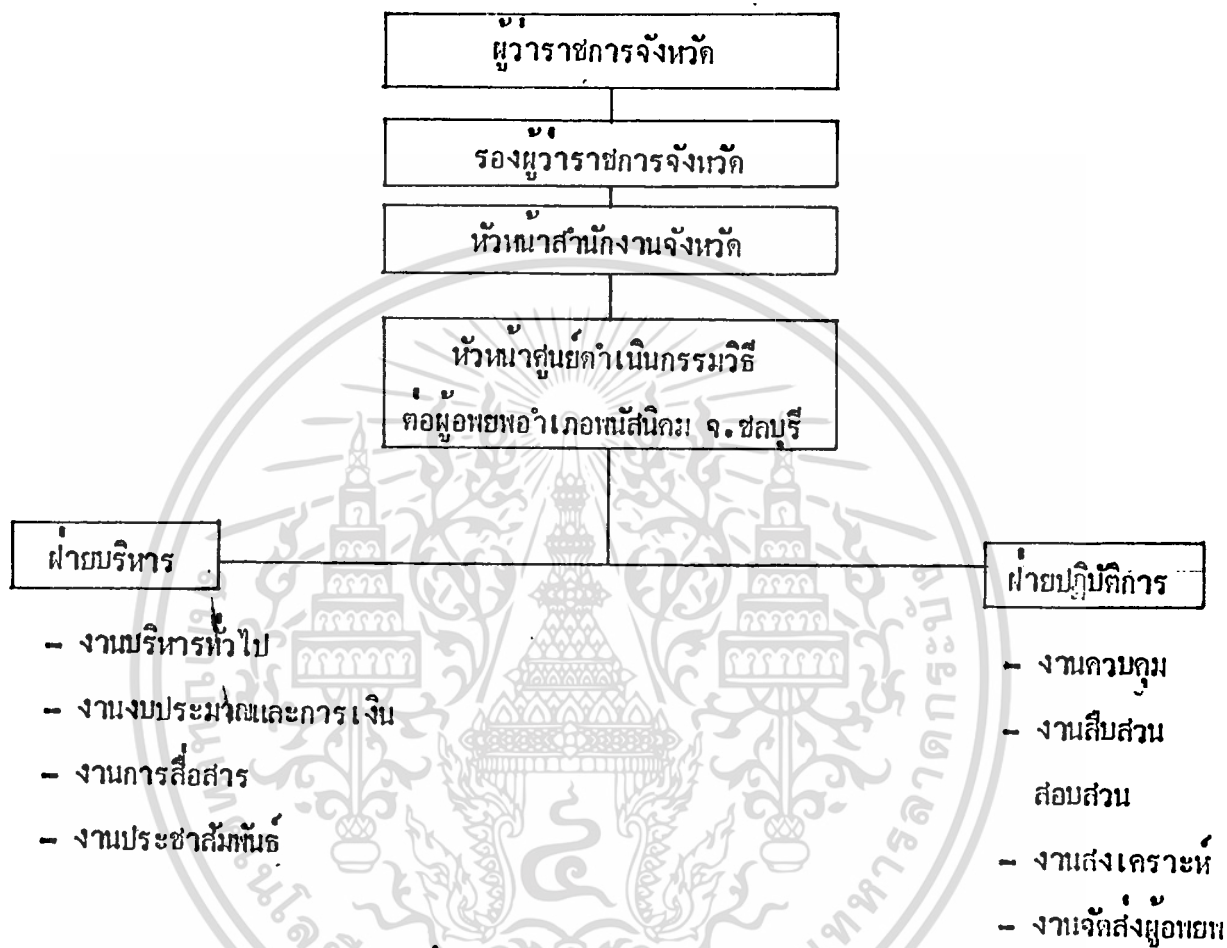 ผู้ว่าราชการจังหวัด
รองผู้ว่าราชการจังหวัด
หัวหน้าสำนักงานจังหวัด
หัวหน้าศูนย์ดำเนินกรรมวิธี
ต่อผู้อพยพอำเภอพนัสนิคม จ.ชลบุรี
ฝ่ายบริหาร
- งานบริหารทั่วไป
- งานงบประมาณและการเงิน
- งานการสื่อสาร
- งานประชาสัมพันธ์
ฝ่ายปฏิบัติการ
- งานควบคุม
- งานสืบสวน
สอบสวน
- งานสงเคราะห์
- งานจัดส่งผู้อพยพ